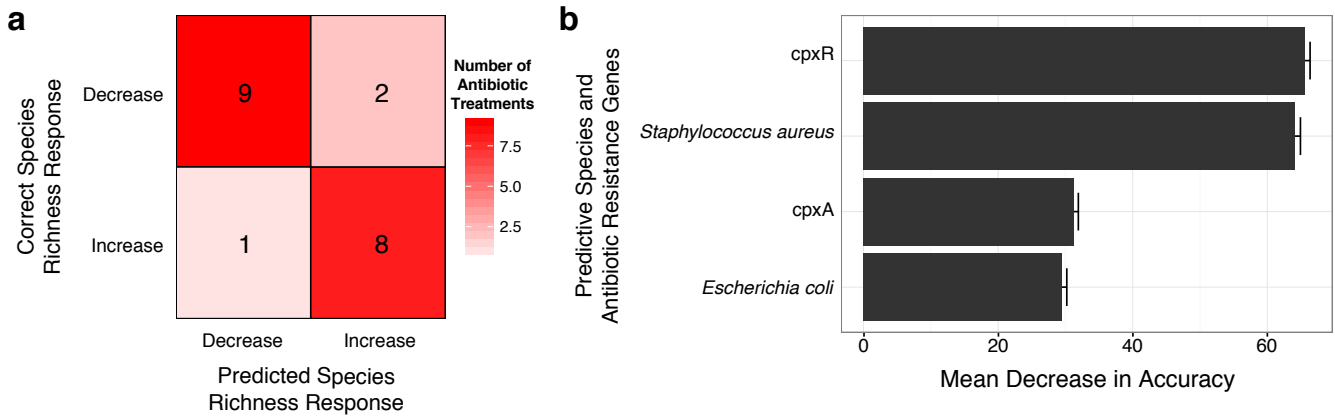 a
Correct Species
Richness Response
Decrease
Increase
9
2
1
8
Decrease
Increase
Predicted Species
Richness Response
Number of
Antibiotic
Treatments
7.5
5.0
2.5
b
Predictive Species and
Antibiotic Resistance Genes
cpxR
Staphylococcus aureus
cpxA
Escherichia coli
0
20
40
60
Mean Decrease in Accuracy